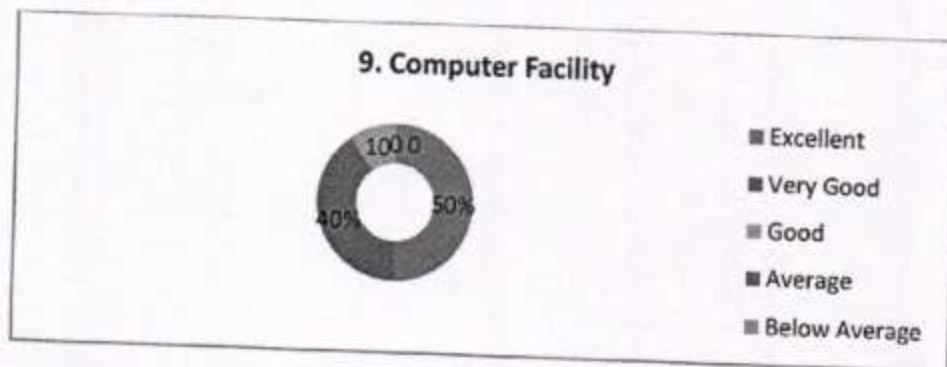 9. Computer Facility
100.0
50%
40%
Excellent
Very Good
Good
Average
Below Average